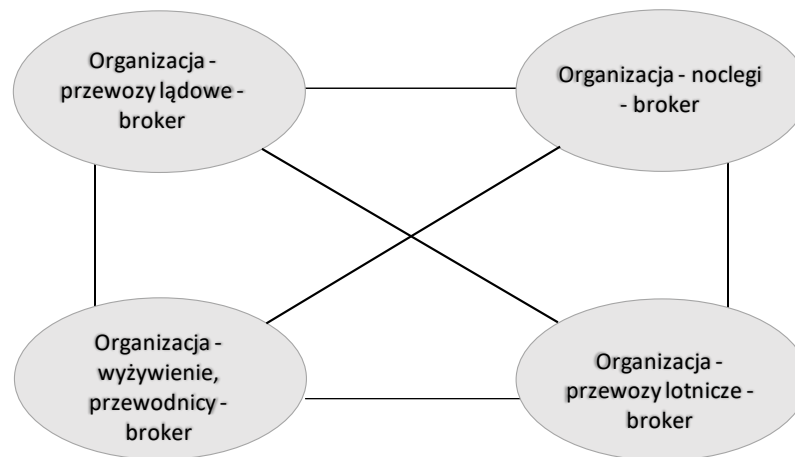 Organizacja -
przewozy lądowe -
broker
Organizacja - noclegi
- broker
Organizacja -
wyżywienie,
przewodnicy -
broker
Organizacja -
przewozy lotnicze -
broker